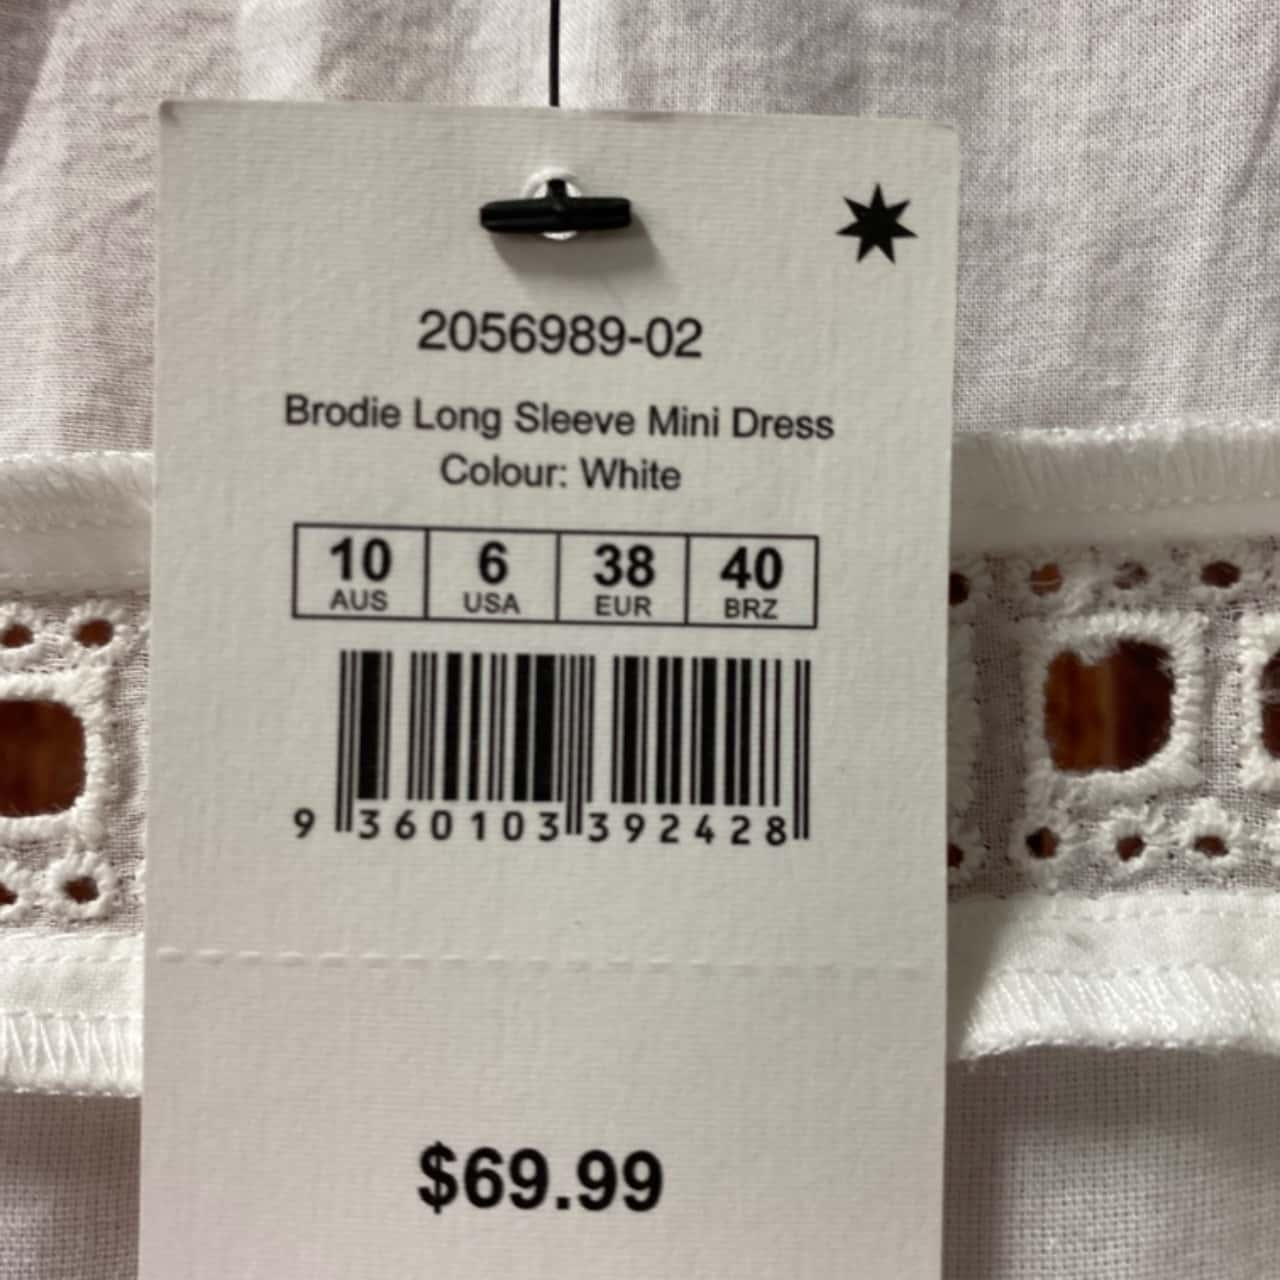 2056989-02
Brodie Long Sleeve Mini Dress
Colour: White
10 6 38 40
AUS USA EUR BRZ
9 360103 392428
$69.99